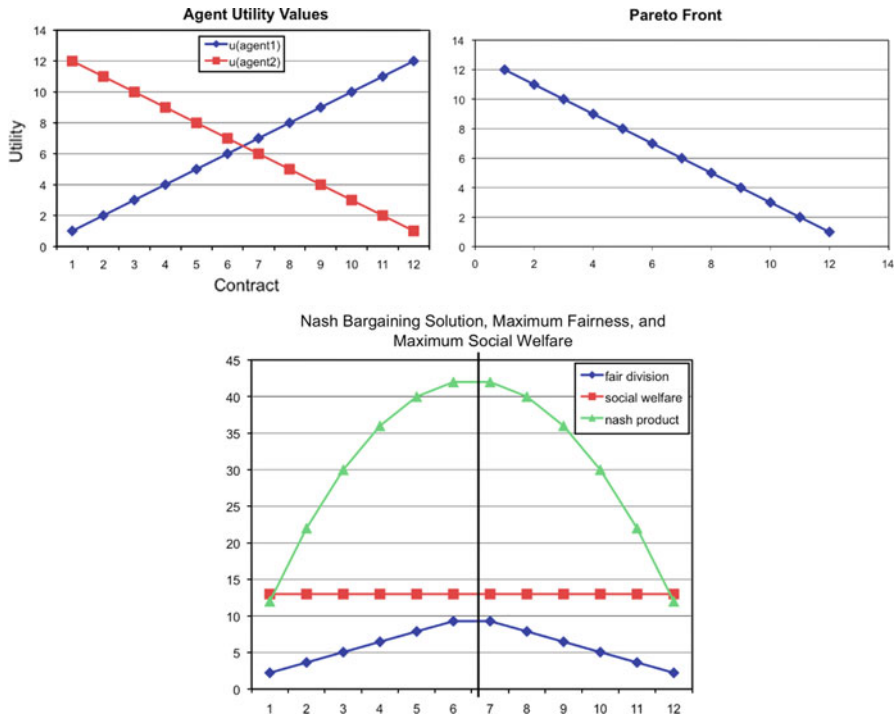 Agent Utility Values
14
12
10
8
6
4
2
0
Utility
u(agent1)
u(agent2)
1 2 3 4 5 6 7 8 9 10 11 12
Contract
Pareto Front
14
12
10
8
6
4
2
0
0 2 4 6 8 10 12 14
Nash Bargaining Solution, Maximum Fairness, and
Maximum Social Welfare
45
40
35
30
25
20
15
10
5
0
fair division
social welfare
nash product
1 2 3 4 5 6 7 8 9 10 11 12